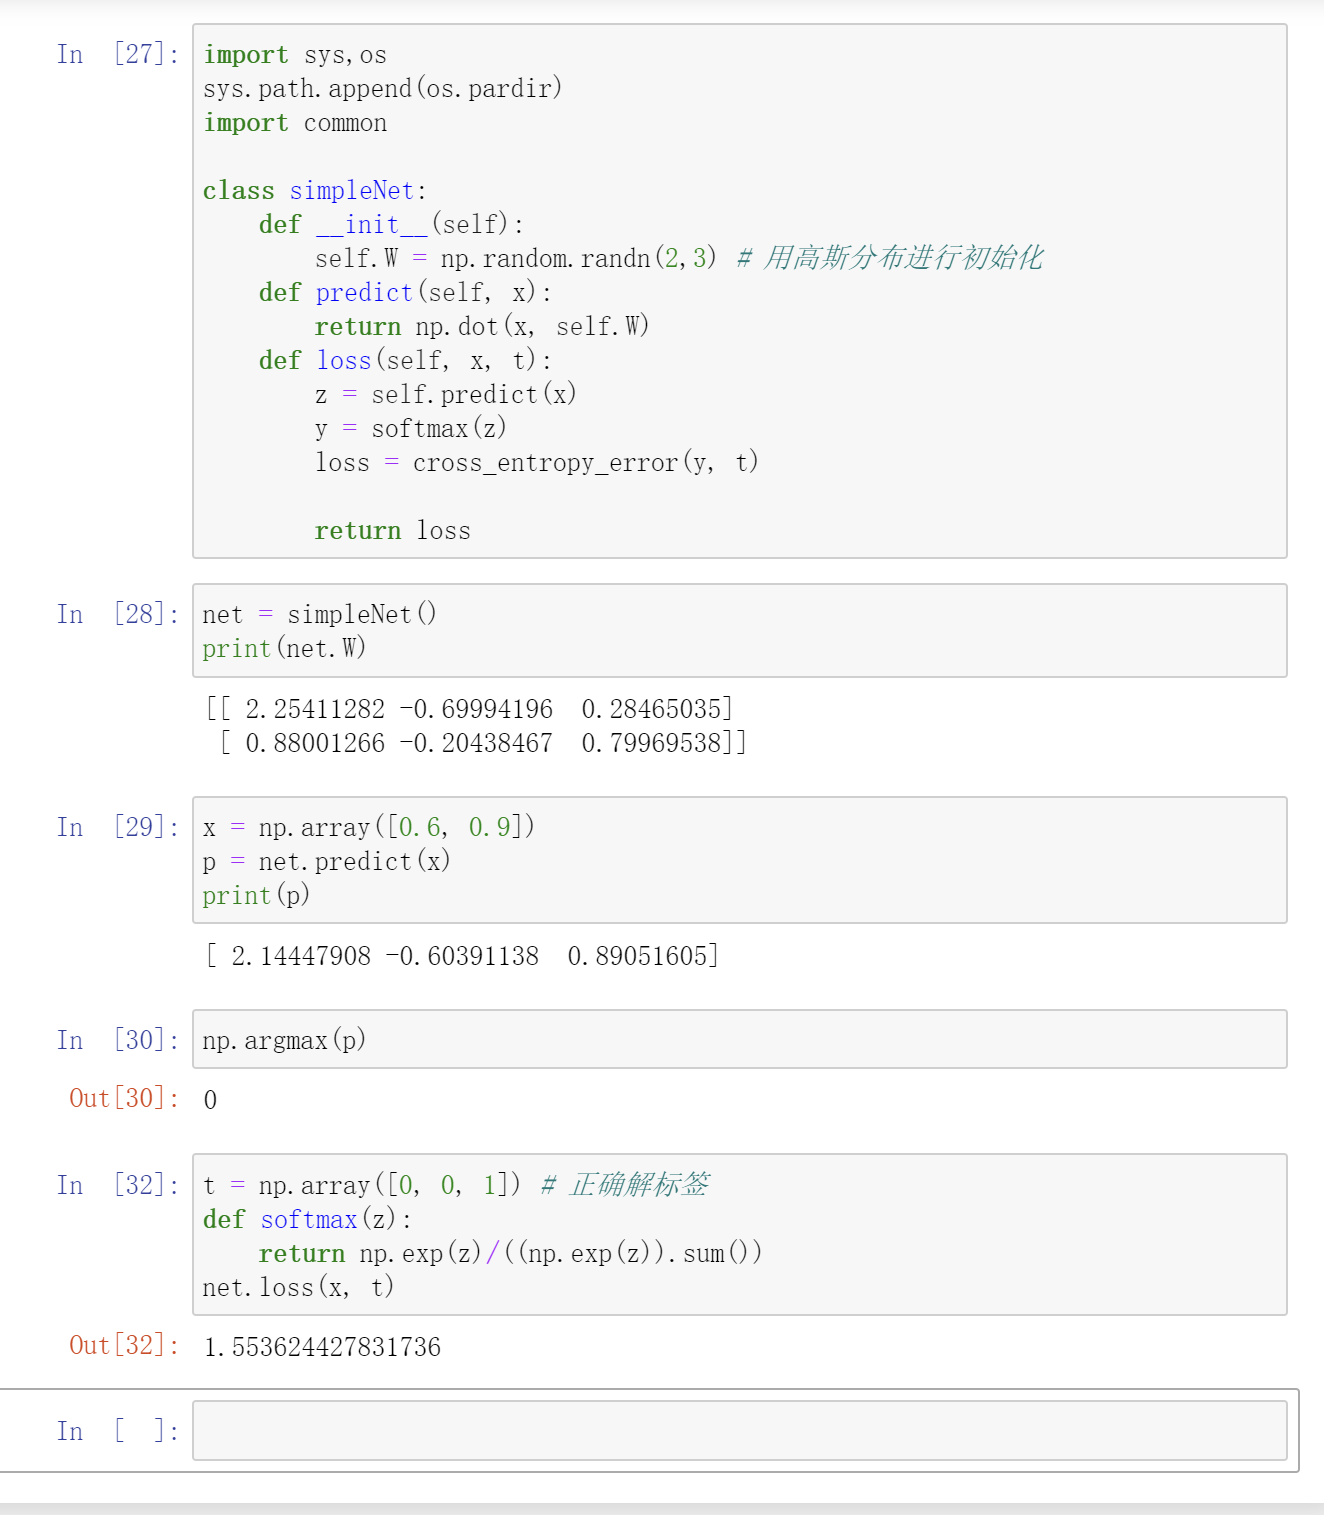 In [27]: import sys,os
sys.path.append(os.pardir)
import common
class simpleNet:
    def __init__(self):
        self.W = np.random.randn(2,3) # 用高斯分布进行初始化
    def predict(self, x):
        return np.dot(x, self.W)
    def loss(self, x, t):
        z = self.predict(x)
        y = softmax(z)
        loss = cross_entropy_error(y, t)
        return loss
In [28]: net = simpleNet()
print(net.W)
[[ 2.25411282 -0.69994196  0.28465035]
 [ 0.88001266 -0.20438467  0.79969538]]
In [29]: x = np.array([0.6, 0.9])
p = net.predict(x)
print(p)
[ 2.14447908 -0.60391138  0.89051605]
In [30]: np.argmax(p)
Out[30]: 0
In [32]: t = np.array([0, 0, 1]) # 正确解标签
def softmax(z):
    return np.exp(z)/((np.exp(z)).sum())
net.loss(x, t)
Out[32]: 1.553624427831736
In [ ]: